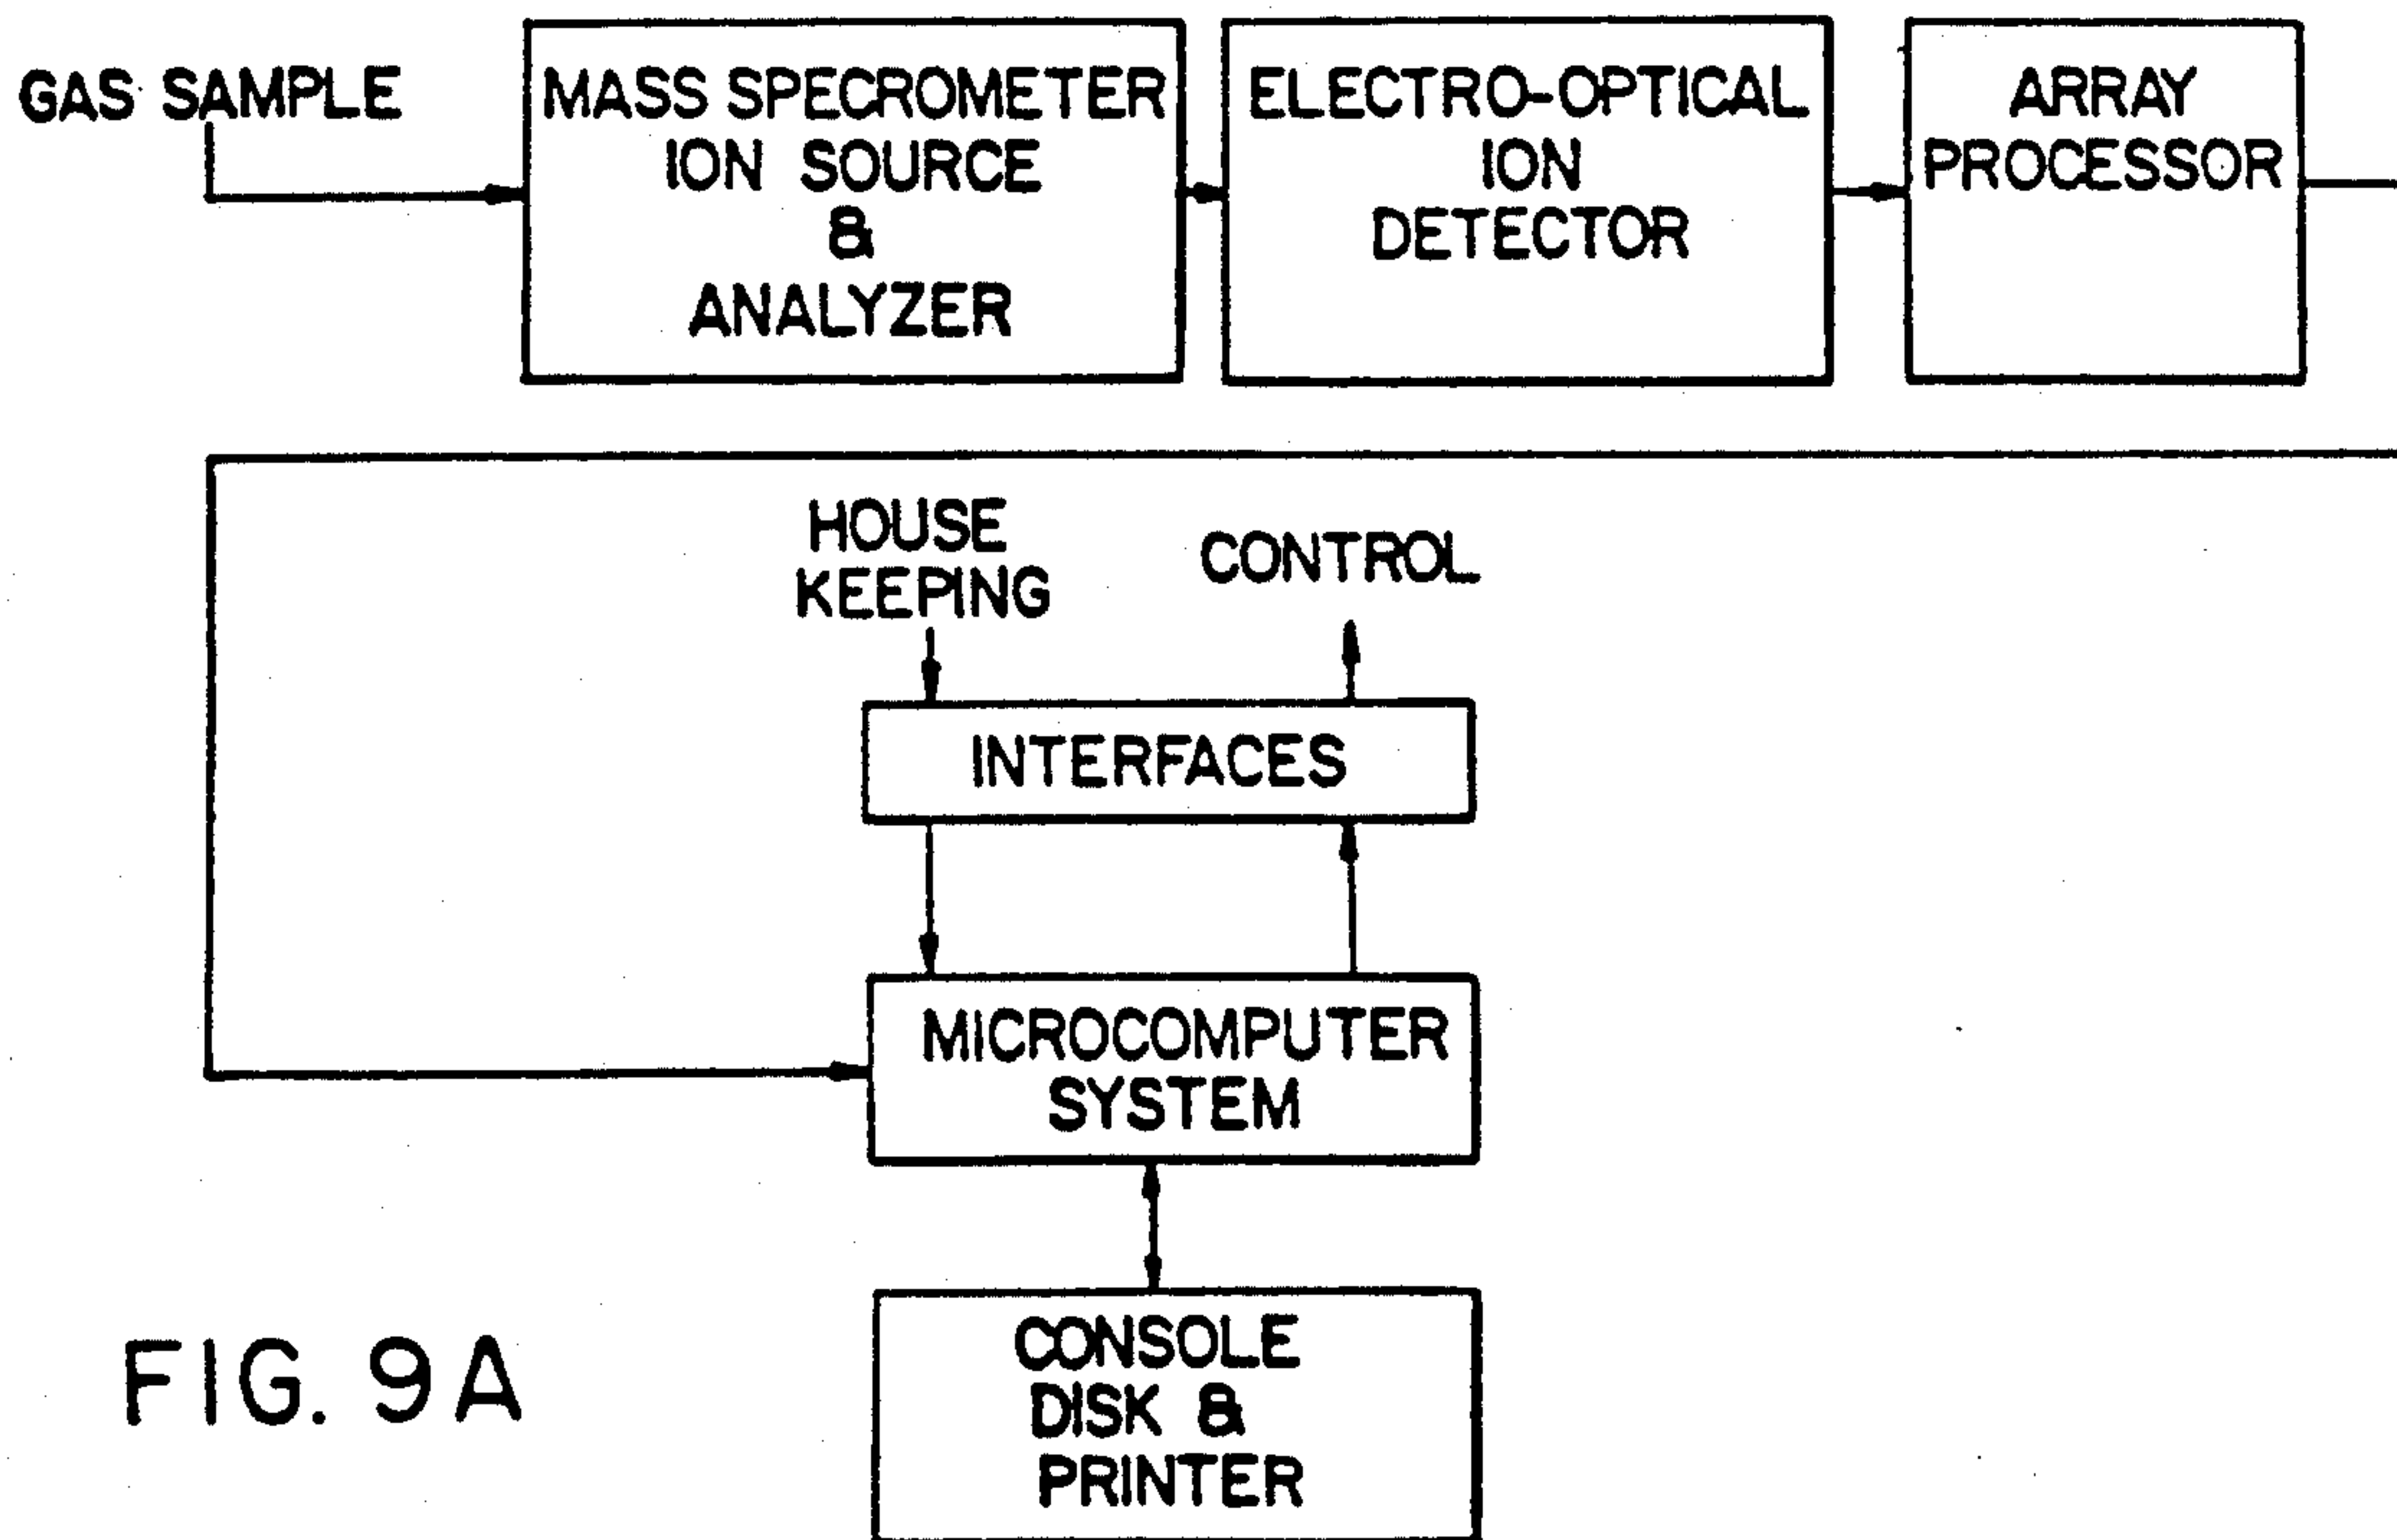 GAS SAMPLE
MASS SPECROMETER
ION SOURCE
&
ANALYZER
ELECTRO-OPTICAL
ION
DETECTOR
ARRAY
PROCESSOR
HOUSE
KEEPING
CONTROL
INTERFACES
MICROCOMPUTER
SYSTEM
CONSOLE
DISK &
PRINTER
FIG. 9A